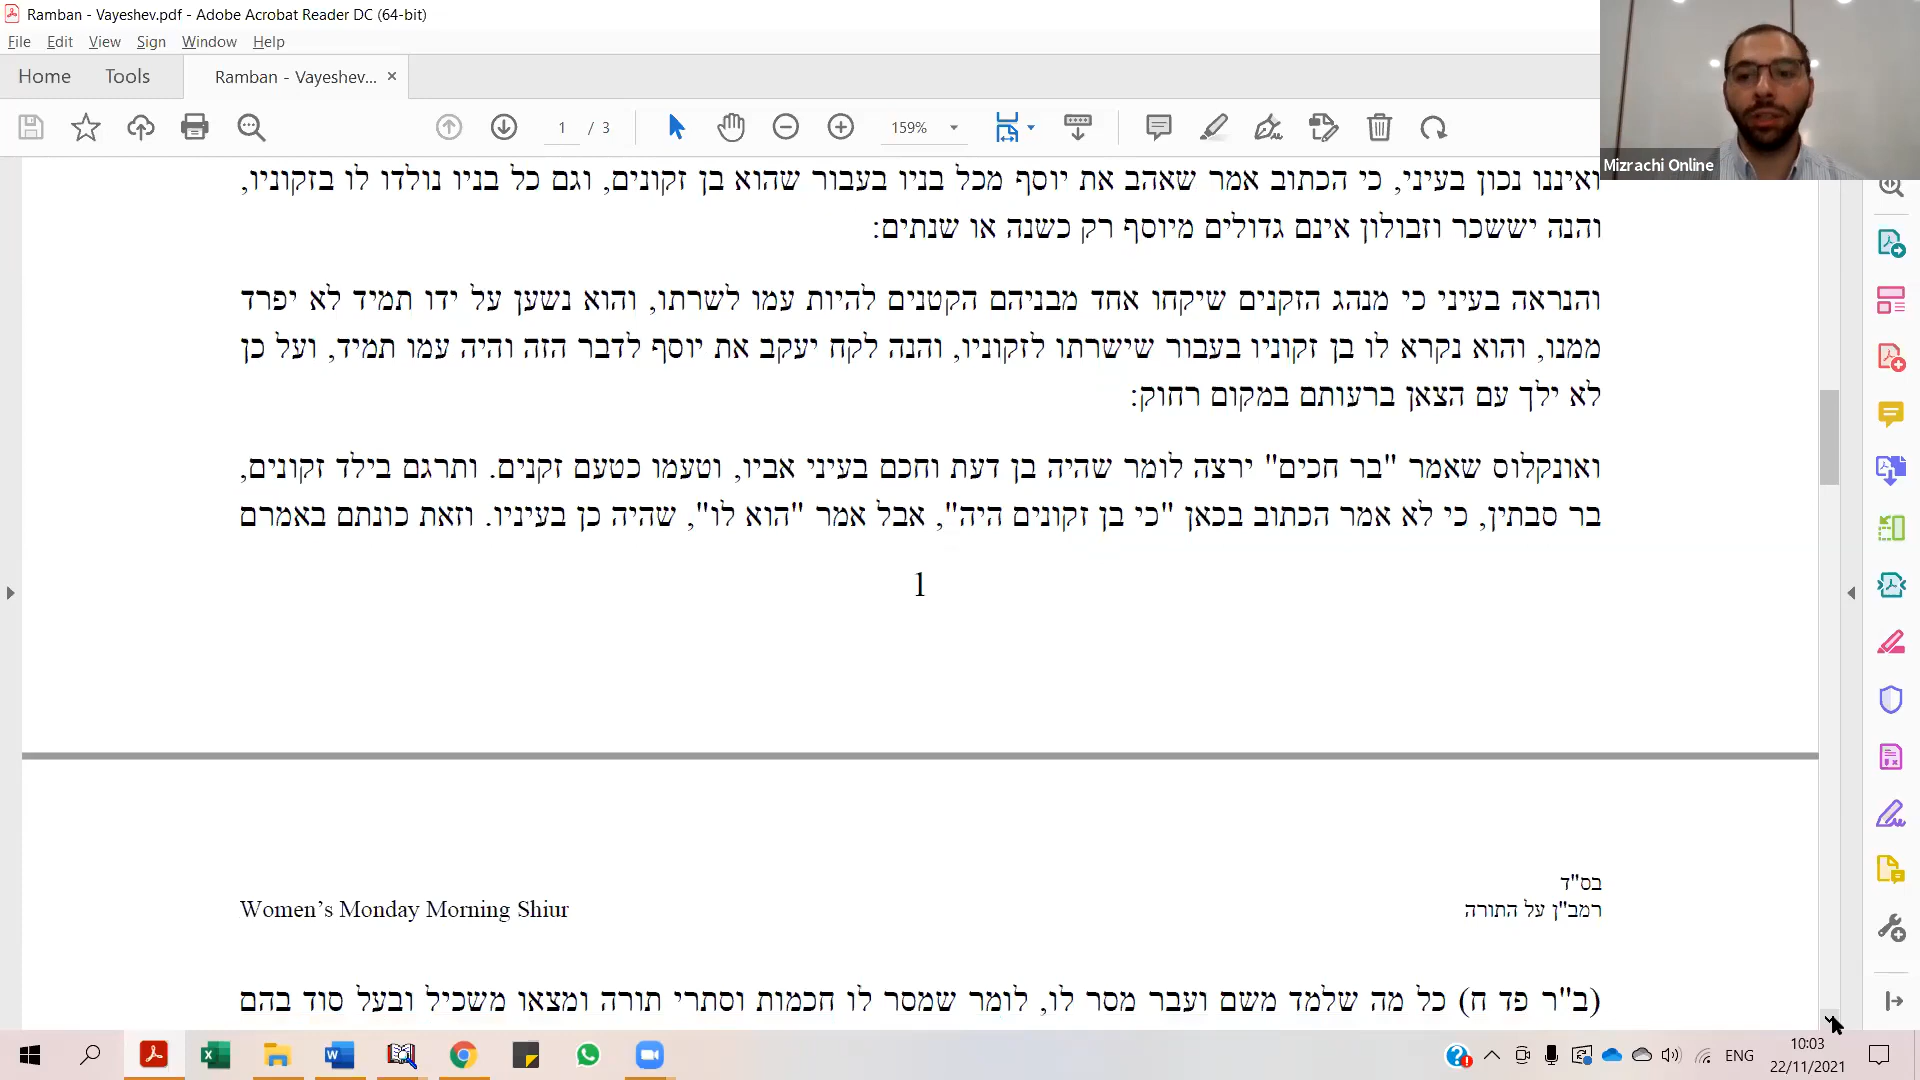 Ramban - Vayeshev.pdf - Adobe Acrobat Reader DC (64-bit)
File Edit View Sign Window Help
Home Tools Ramban - Vayeshev... ×
1 / 3 159%
Mizrachi Online
ואיננו נכון בעיני, כי הכתוב אמר שאהב את יוסף מכל בניו בעבור שהוא בן זקונים, וגם כל בניו נולדו לו בזקוניו,
והנה יששכר וזבולון אינם גדולים מיוסף רק כשנה או שנתים:
והנראה בעיני כי מנהג הזקנים שיקחו אחד מבניהם הקטנים להיות עמו לשרתו, והוא נשען על ידו תמיד לא יפרד
ממנו, והוא נקרא לו בן זקוניו בעבור שישרתו לזקוניו, והנה לקח יעקב את יוסף לדבר הזה והיה עמו תמיד, ועל כן
לא ילך עם הצאן ברעותם במקום רחוק:
ואונקלוס שאמר "בר חכים" ירצה לומר שהיה בן דעת וחכם בעיני אביו, וטעמו כטעם זקנים. ותרגם בילד זקונים,
בר סבתין, כי לא אמר הכתוב בכאן "כי בן זקונים היה", אבל אמר "הוא לו", שהיה כן בעיניו. וזאת כונתם באמרם
1
בס"ד
Women's Monday Morning Shiur רמב"ן על התורה
(ב"ר פד ח) כל מה שלמד משם ועבר מסר לו, לומר שמסר לו חכמות וסתרי תורה ומצאו משכיל ובעל סוד בהם
ENG
10:03
22/11/2021